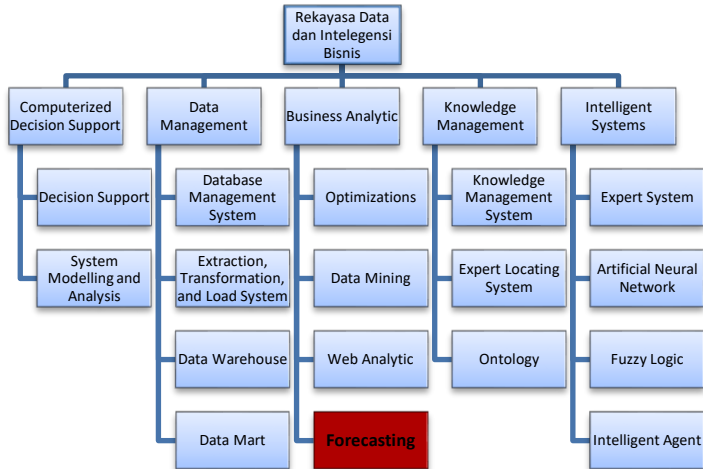 Rekayasa Data
dan Intelegensi
Bisnis
Computerized
Decision Support
Data
Management
Business Analytic
Knowledge
Management
Intelligent
Systems
Decision Support
System
Modelling and
Analysis
Database
Management
System
Extraction,
Transformation,
and Load System
Data Warehouse
Data Mart
Optimizations
Data Mining
Web Analytic
Forecasting
Knowledge
Management
System
Expert Locating
System
Ontology
Expert System
Artificial Neural
Network
Fuzzy Logic
Intelligent Agent